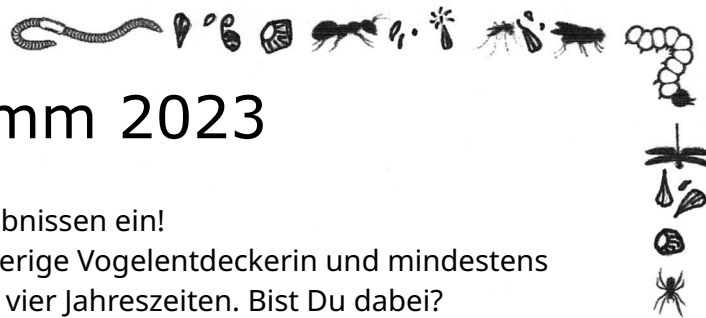 mm 2023
bnissen ein!
erige Vogelentdeckerin und mindestens
vier Jahreszeiten. Bist Du dabei?